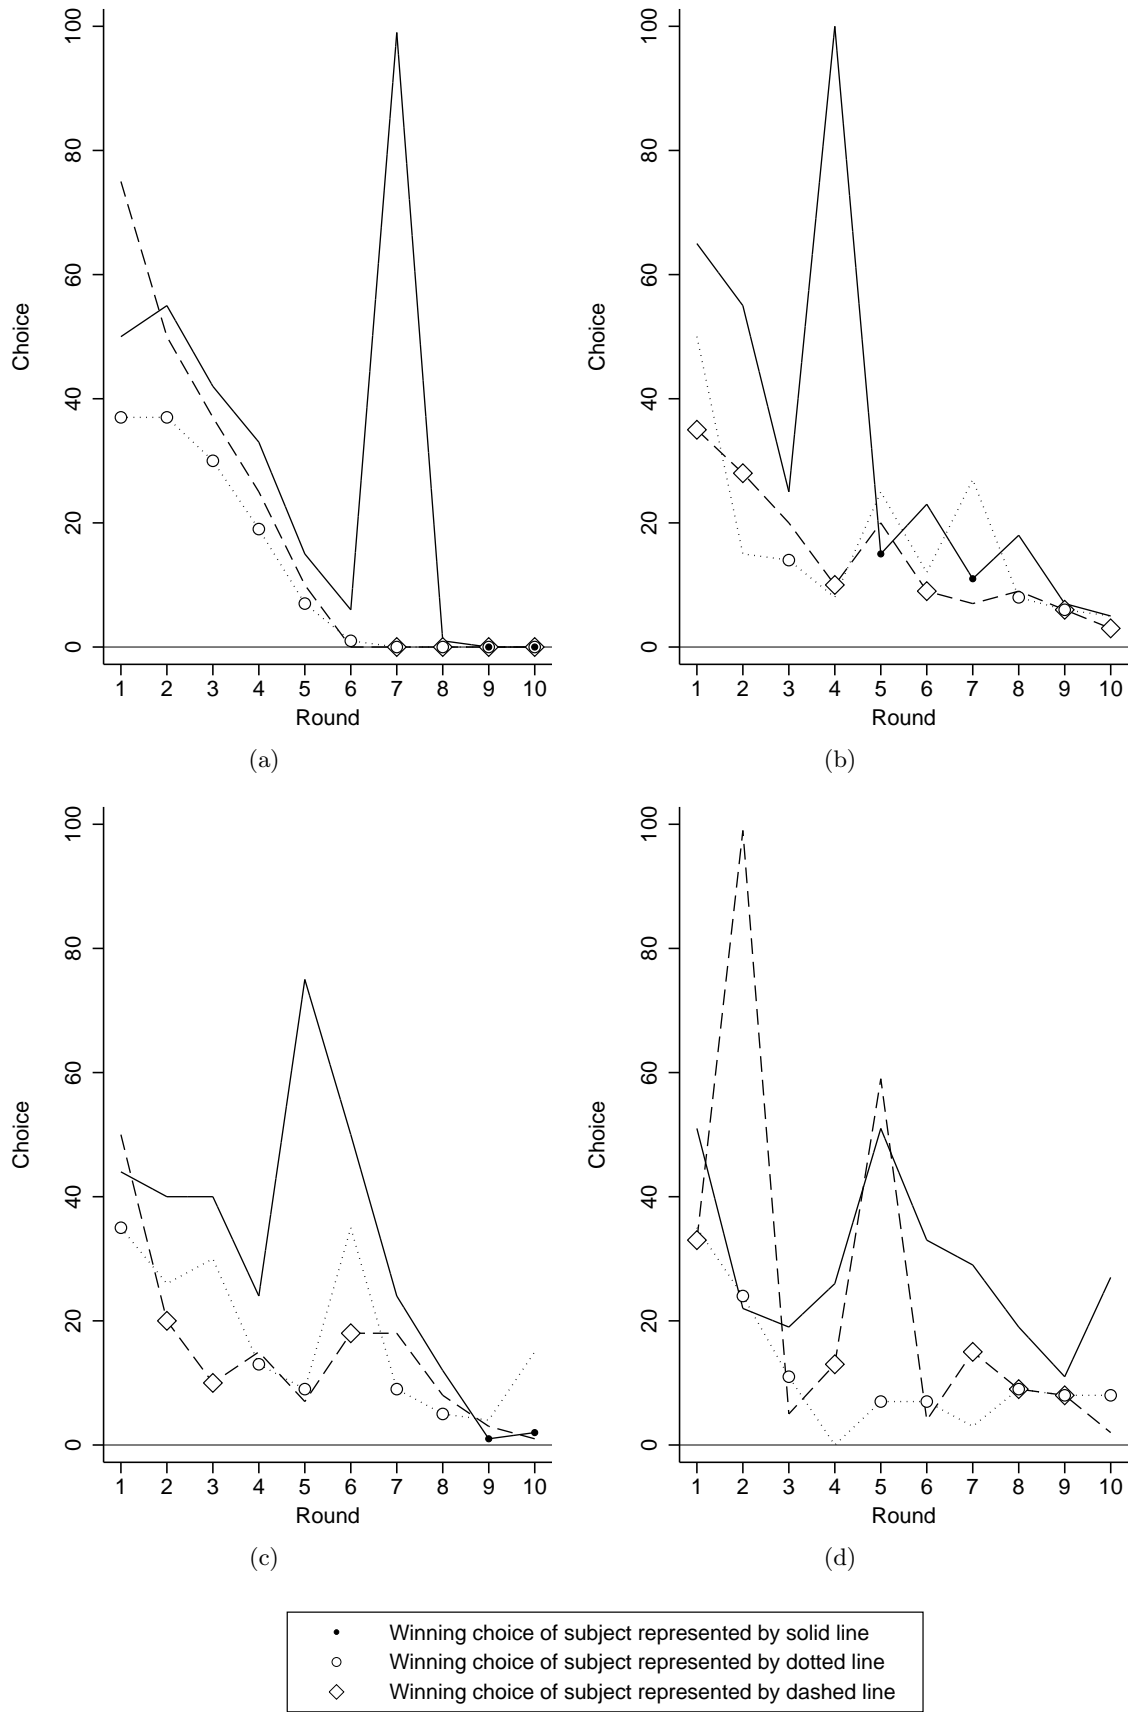 Choice
100
80
60
40
20
0
1 2 3 4 5 6 7 8 9 10
Round
(a)
Choice
100
80
60
40
20
0
1 2 3 4 5 6 7 8 9 10
Round
(b)
Choice
100
80
60
40
20
0
1 2 3 4 5 6 7 8 9 10
Round
(c)
Choice
100
80
60
40
20
0
1 2 3 4 5 6 7 8 9 10
Round
(d)
Winning choice of subject represented by solid line
Winning choice of subject represented by dotted line
Winning choice of subject represented by dashed line